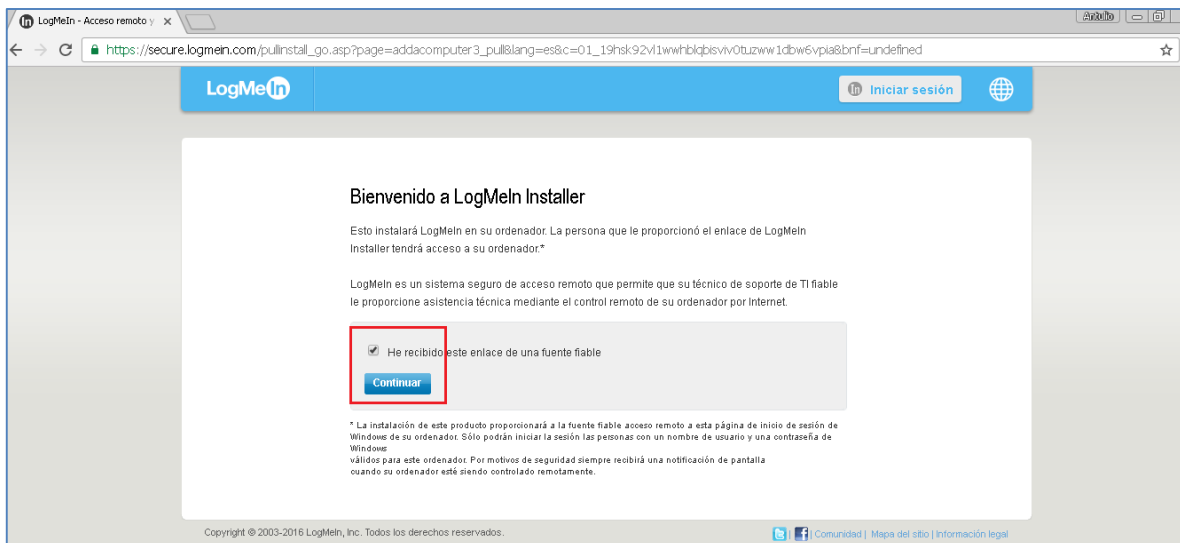 LogMeIn - Acceso remoto y
Antulio
https://secure.logmein.com/pullinstall_go.asp?page=addacomputer3_pull&lang=es&c=01_19hsk92vl1wwhblqbisviv0tuzww1dbw6vpia&bnf=undefined
LogMeIn
Iniciar sesión
Bienvenido a LogMeIn Installer
Esto instalará LogMeIn en su ordenador. La persona que le proporcionó el enlace de LogMeIn
Installer tendrá acceso a su ordenador.*
LogMeIn es un sistema seguro de acceso remoto que permite que su técnico de soporte de TI fiable
le proporcione asistencia técnica mediante el control remoto de su ordenador por Internet.
He recibido este enlace de una fuente fiable
Continuar
* La instalación de este producto proporcionará a la fuente fiable acceso remoto a esta página de inicio de sesión de
Windows de su ordenador. Sólo podrán iniciar la sesión las personas con un nombre de usuario y una contraseña de
Windows
válidos para este ordenador. Por motivos de seguridad siempre recibirá una notificación de pantalla
cuando su ordenador esté siendo controlado remotamente.
Copyright © 2003-2016 LogMeIn, Inc. Todos los derechos reservados.
| | Comunidad | Mapa del sitio | Información legal